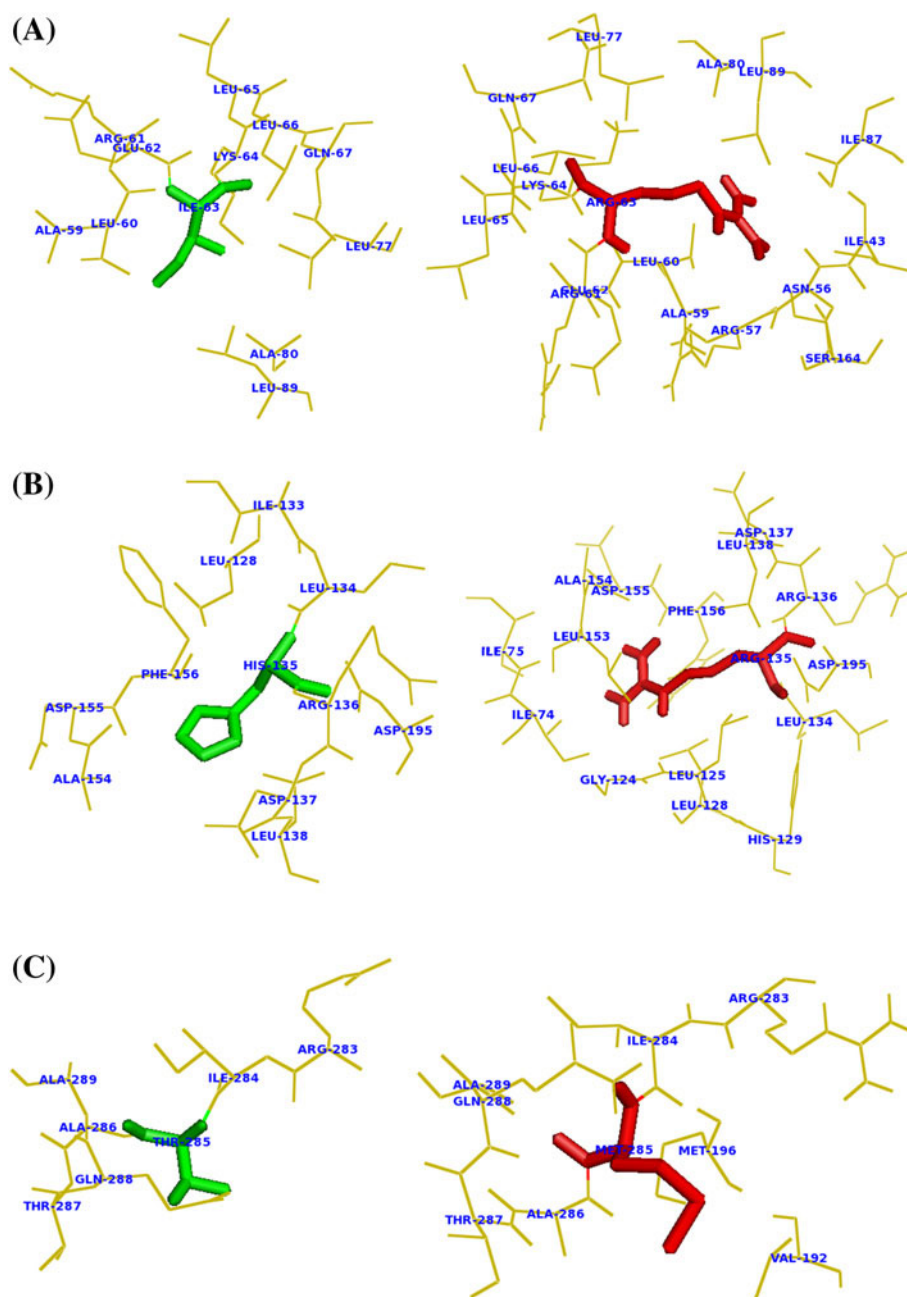 (A)
LEU-65
LEU-66
ARG-61
GLU-62
LYS-64
GLN-67
ILE-63
ALA-59
LEU-60
LEU-77
ALA-80
LEU-89
LEU-77
ALA-80
LEU-89
GLN-67
ILE-87
LEU-66
LYS-64
ARG-63
LEU-65
ILE-43
LEU-60
GLU-62
ARG-61
ASN-56
ALA-59
ARG-57
SER-164
(B)
ILE-133
LEU-128
LEU-134
HIS-135
PHE-156
ARG-136
ASP-155
ASP-195
ALA-154
ASP-137
LEU-138
ASP-137
LEU-138
ALA-154
ASP-155
ARG-136
PHE-156
LEU-153
ILE-75
ARG-135
ASP-195
ILE-74
LEU-134
GLY-124
LEU-125
LEU-128
HIS-129
(C)
ARG-283
ALA-289
ILE-284
ALA-286
THR-285
GLN-288
THR-287
ARG-283
ILE-284
ALA-289
GLN-288
MET-285
MET-196
THR-287
ALA-286
VAL-192